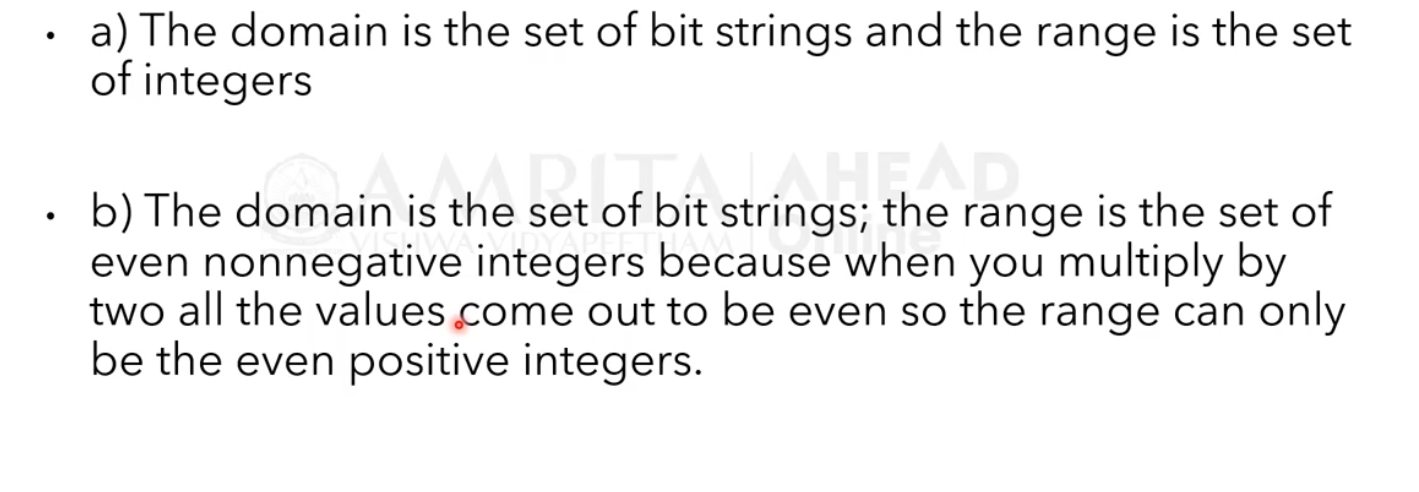 • a) The domain is the set of bit strings and the range is the set
of integers
AMRITA | AHEAD
VISHWA VIDYAPEETHAM | Online
• b) The domain is the set of bit strings; the range is the set of
even nonnegative integers because when you multiply by
two all the values come out to be even so the range can only
be the even positive integers.